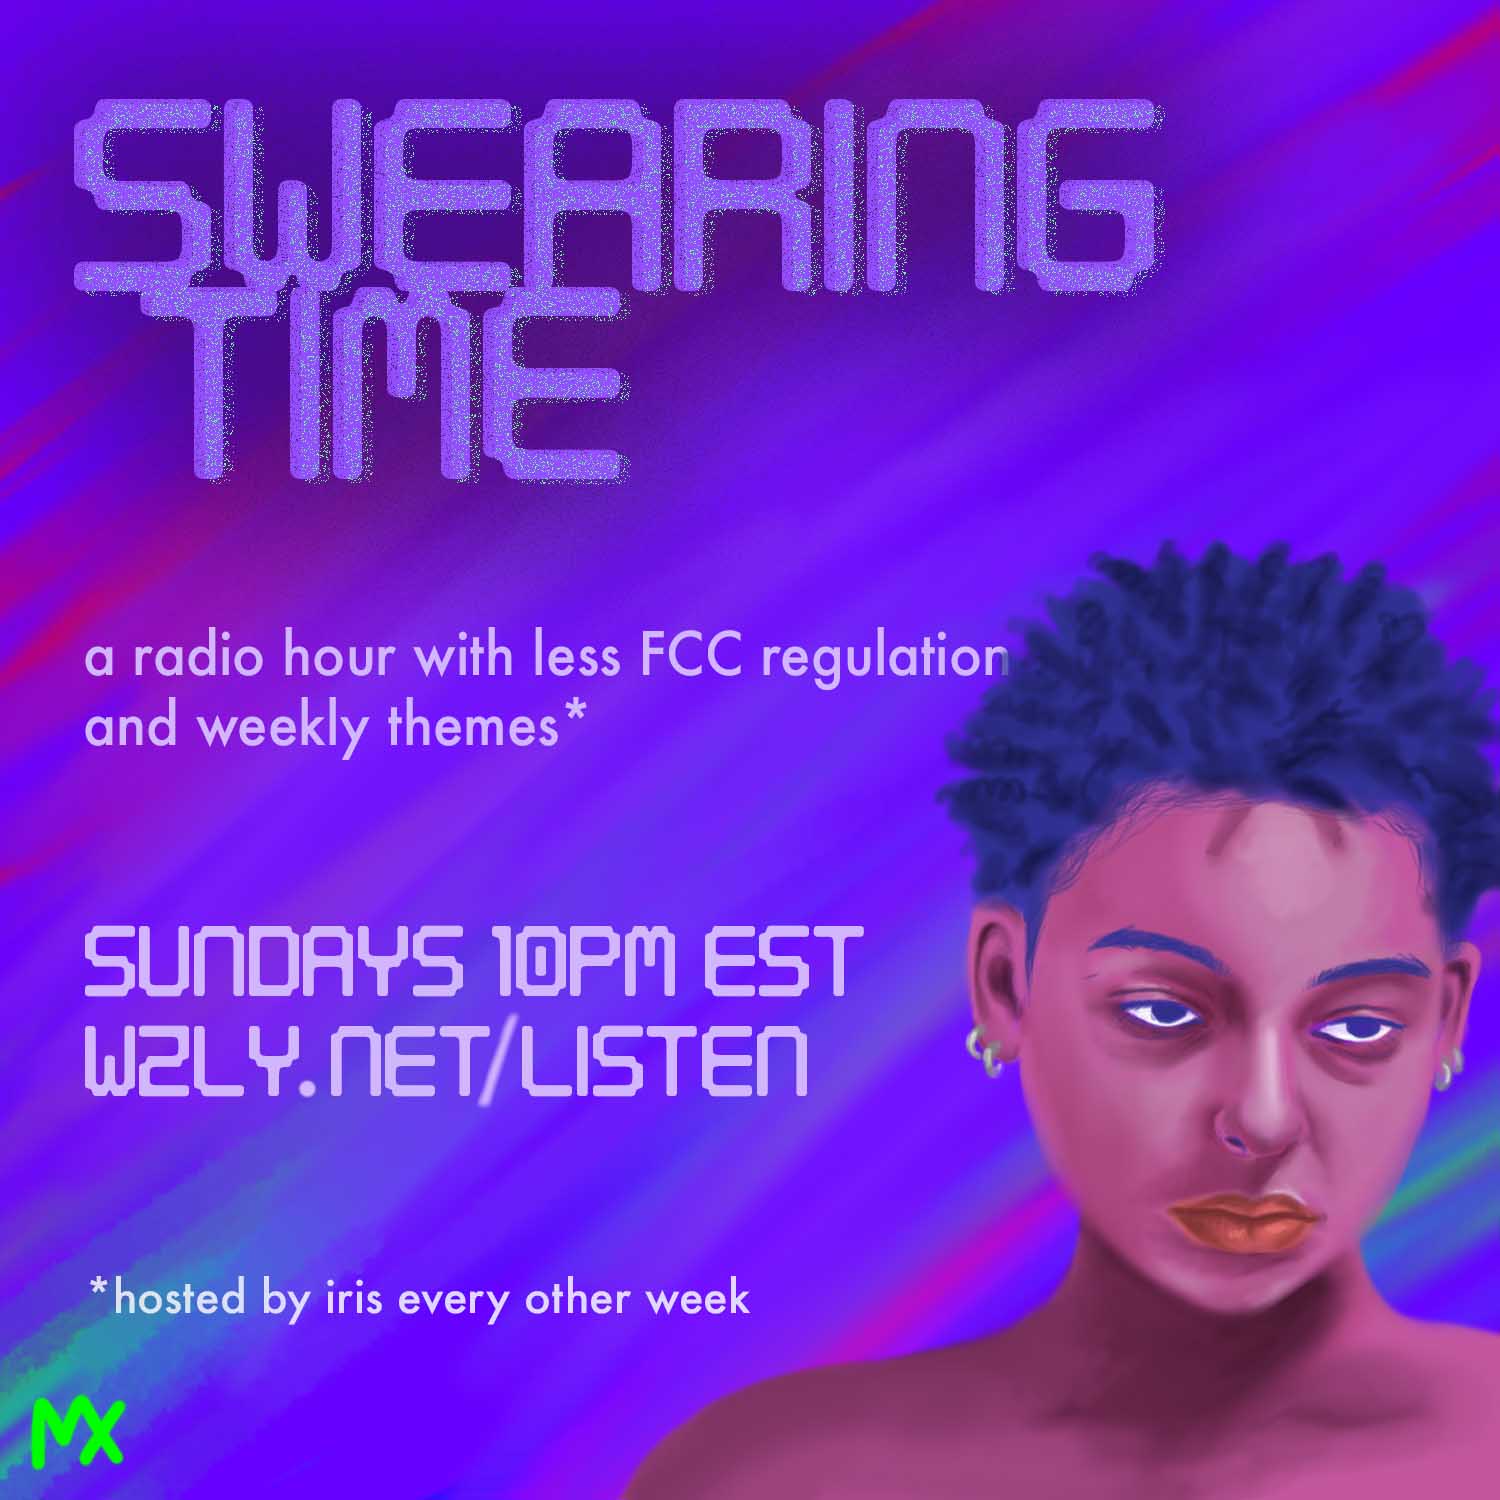 SWEARING
TIME
a radio hour with less FCC regulation
and weekly themes*
SUNDAYS 10PM EST
WZLY.NET/LISTEN
*hosted by iris every other week
MX